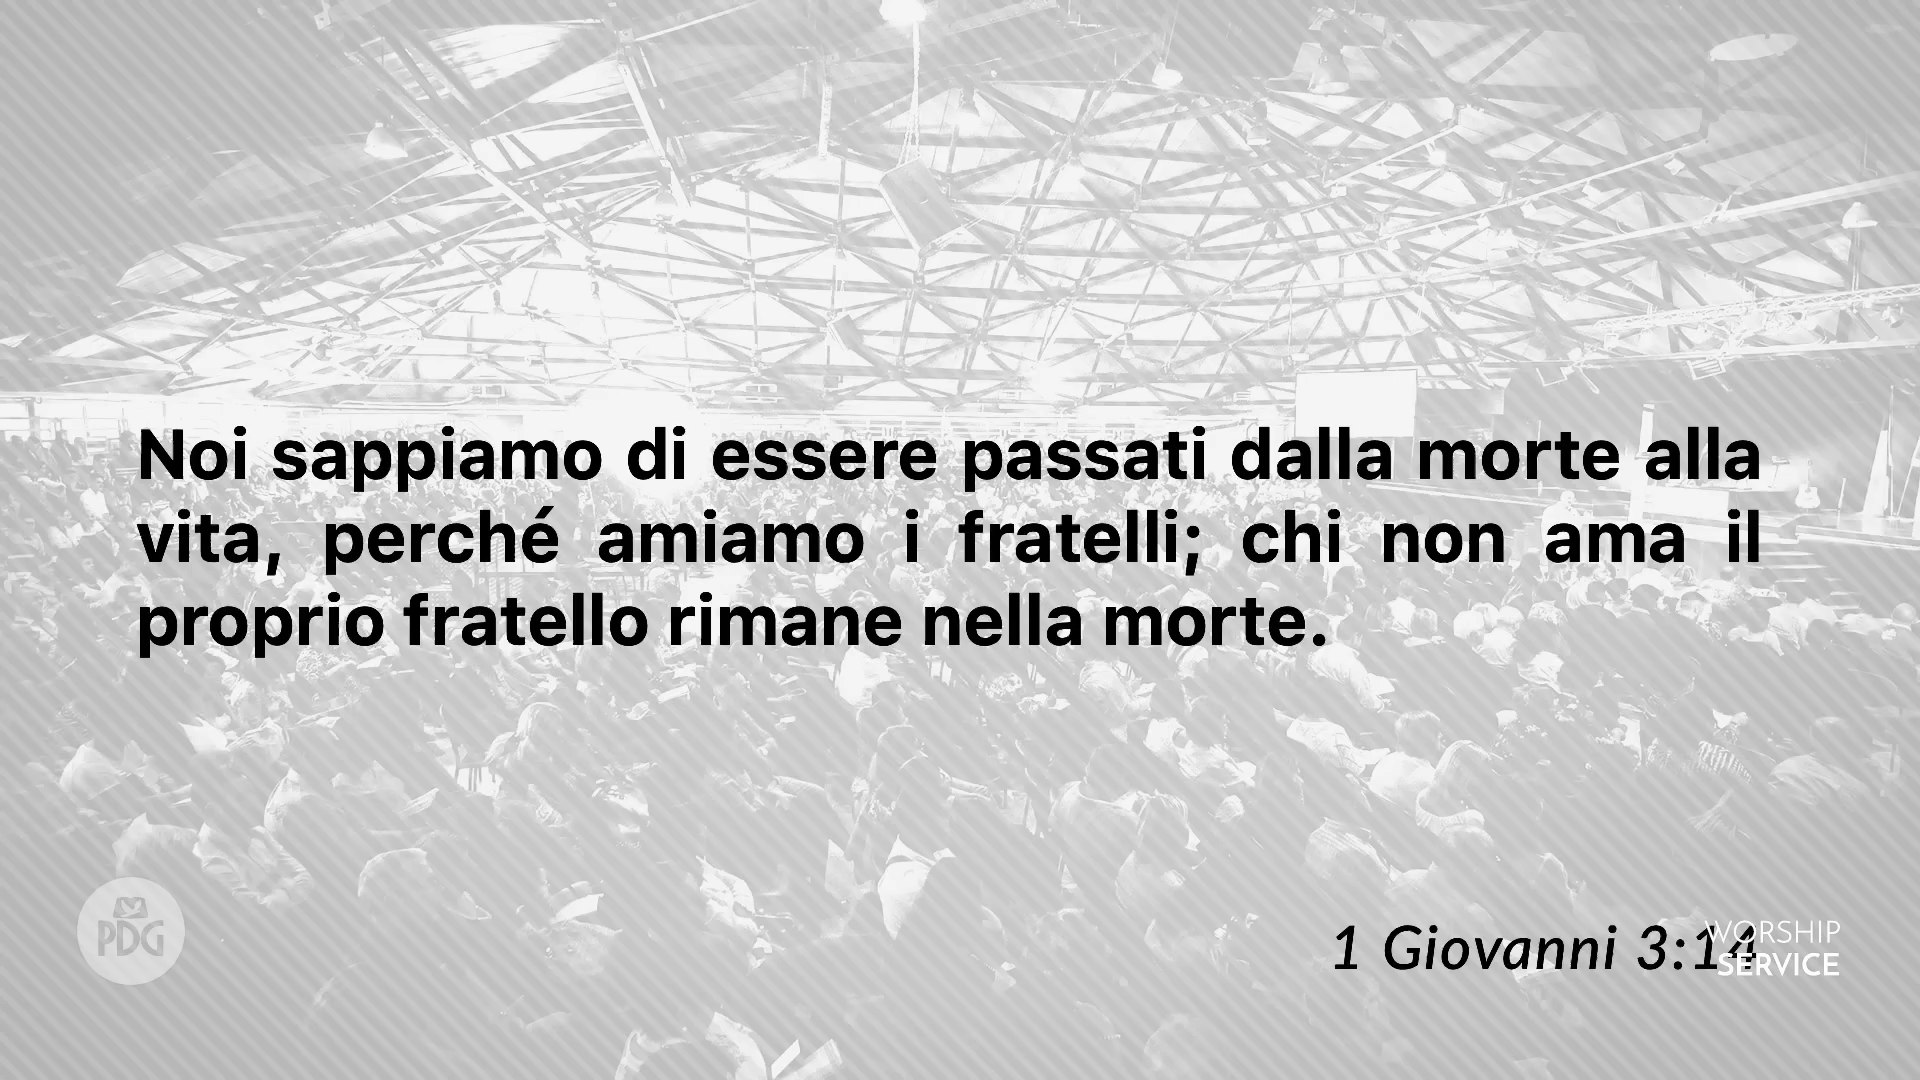 Noi sappiamo di essere passati dalla morte alla
vita, perché amiamo i fratelli; chi non ama il
proprio fratello rimane nella morte.
1 Giovanni 3:14
WORSHIP
SERVICE
PDG